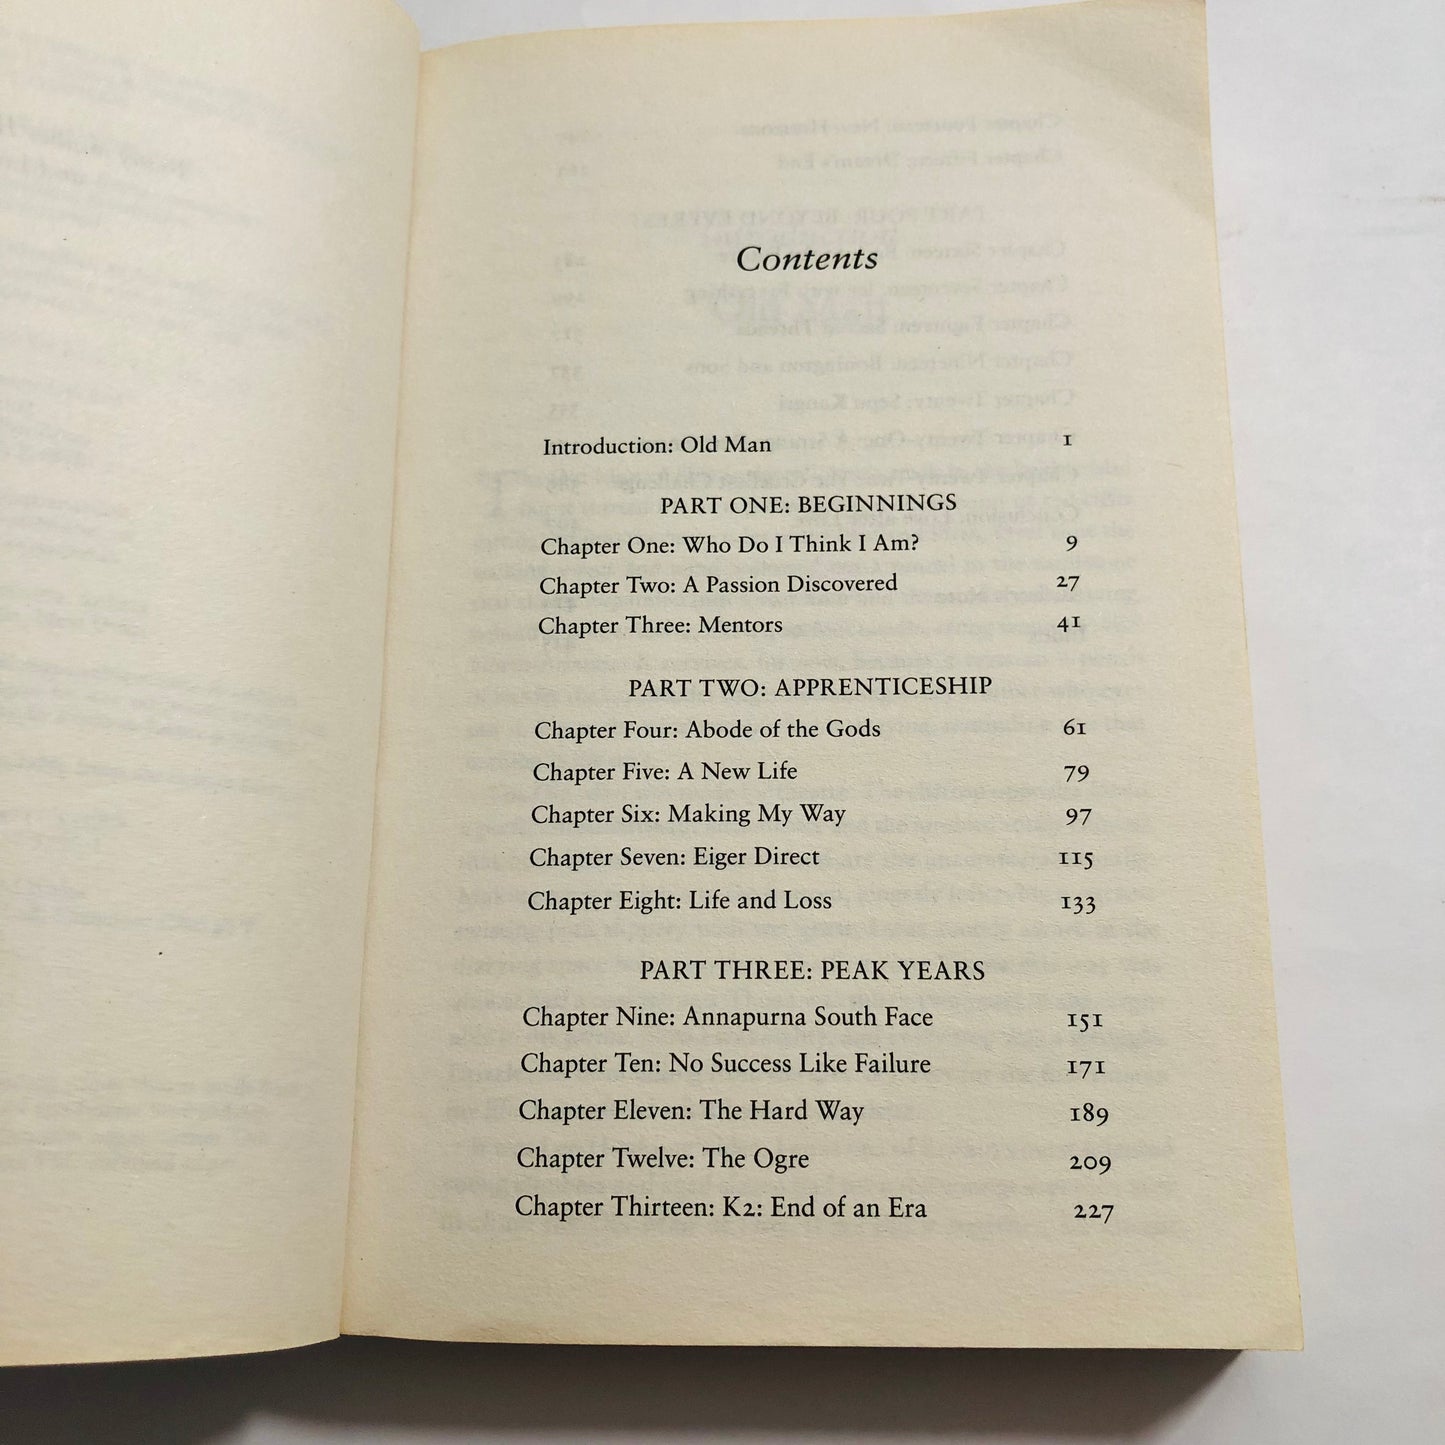 Contents
Introduction: Old Man 1
PART ONE: BEGINNINGS
Chapter One: Who Do I Think I Am? 9
Chapter Two: A Passion Discovered 27
Chapter Three: Mentors 41
PART TWO: APPRENTICESHIP
Chapter Four: Abode of the Gods 61
Chapter Five: A New Life 79
Chapter Six: Making My Way 97
Chapter Seven: Eiger Direct 115
Chapter Eight: Life and Loss 133
PART THREE: PEAK YEARS
Chapter Nine: Annapurna South Face 151
Chapter Ten: No Success Like Failure 171
Chapter Eleven: The Hard Way 189
Chapter Twelve: The Ogre 209
Chapter Thirteen: K2: End of an Era 227